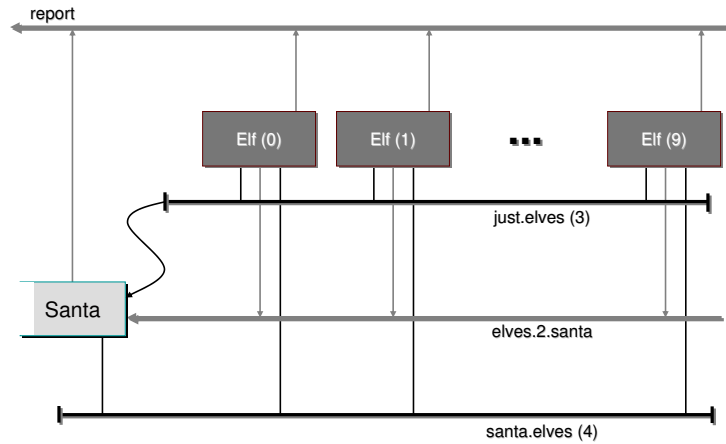 report
Elf (0)
Elf (1)
...
Elf (9)
just.elves (3)
Santa
elves.2.santa
santa.elves (4)